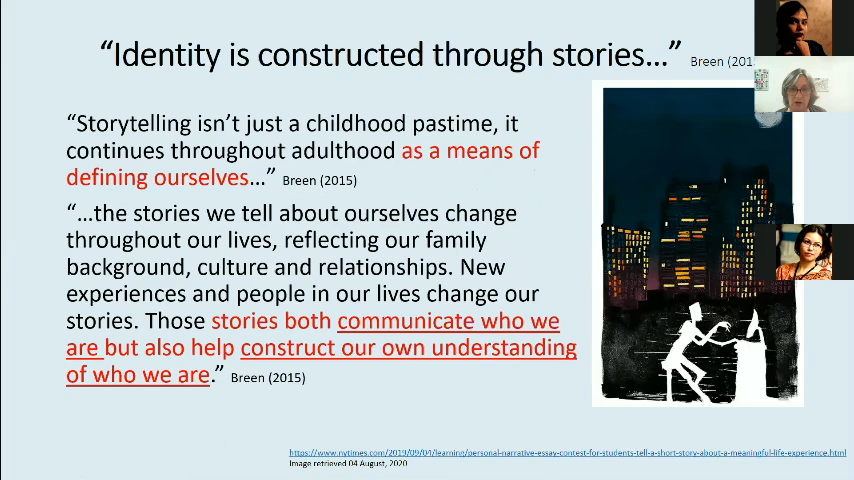 “Identity is constructed through stories…” Breen (201
“Storytelling isn’t just a childhood pastime, it
continues throughout adulthood as a means of
defining ourselves…” Breen (2015)
“…the stories we tell about ourselves change
throughout our lives, reflecting our family
background, culture and relationships. New
experiences and people in our lives change our
stories. Those stories both communicate who we
are but also help construct our own understanding
of who we are.” Breen (2015)
https://www.nytimes.com/2019/09/04/learning/personal-narrative-essay-contest-for-students-tell-a-short-story-about-a-meaningful-life-experience.html
Image retrieved 04 August, 2020